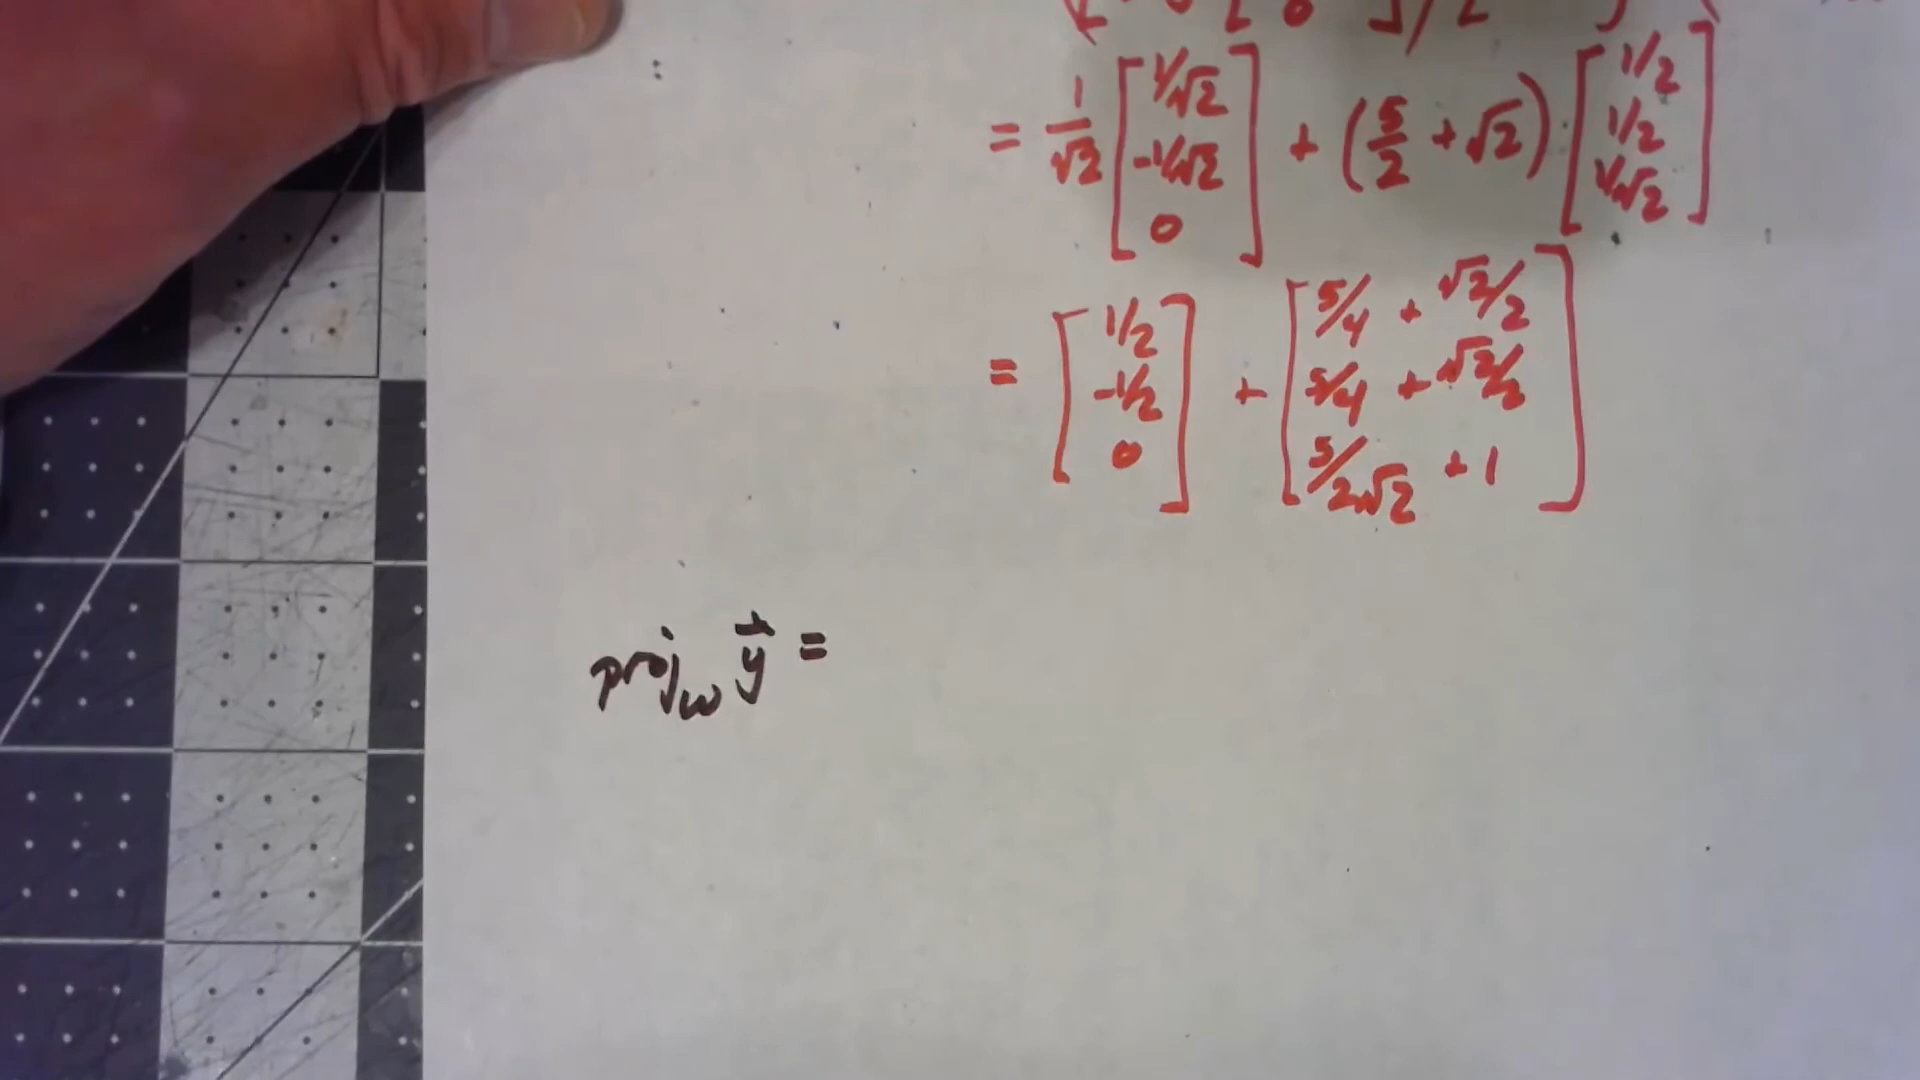 = 1/√2 [1/√2 -1/√2 0] + (5/2 + √2) [1/2 1/2 1/√2]
= [1/2 -1/2 0] + [5/4 + √2/2 5/4 + √2/2 5/2√2 + 1]
proj_w y⃗ =